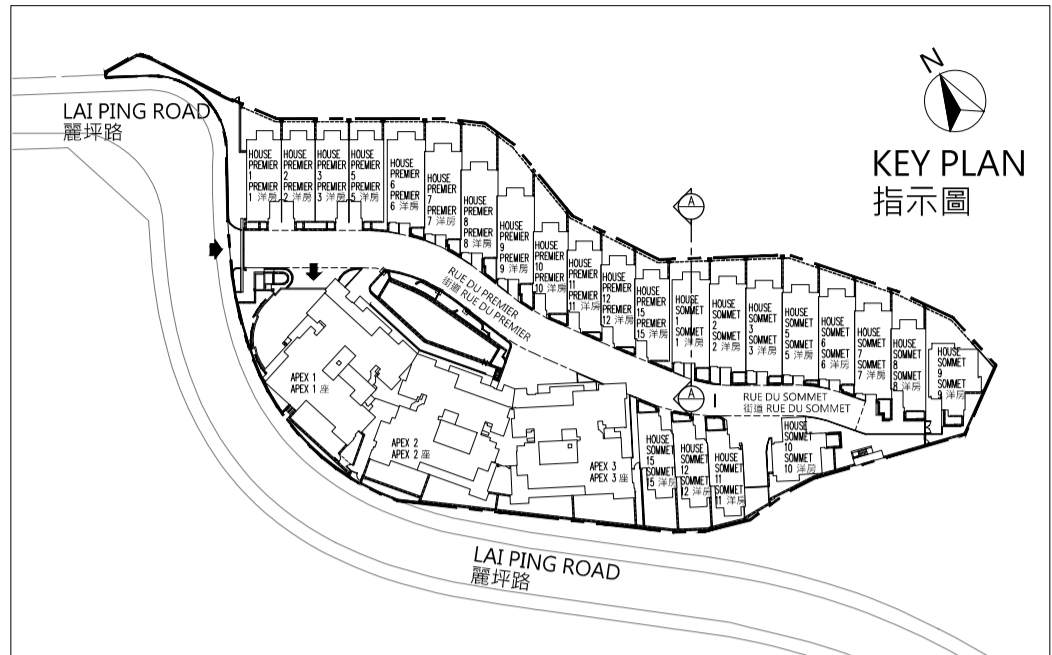 LAI PING ROAD
麗坪路
N
KEY PLAN
指示圖
HOUSE
PREMIER
1
PREMIER
1 洋房
HOUSE
PREMIER
2
PREMIER
2 洋房
HOUSE
PREMIER
3
PREMIER
3 洋房
HOUSE
PREMIER
5
PREMIER
5 洋房
HOUSE
PREMIER
6
PREMIER
6 洋房
HOUSE
PREMIER
7
PREMIER
7 洋房
HOUSE
PREMIER
8
PREMIER
8 洋房
HOUSE
PREMIER
9
PREMIER
9 洋房
HOUSE
PREMIER
10
PREMIER
10 洋房
HOUSE
PREMIER
11
PREMIER
11 洋房
HOUSE
PREMIER
12
PREMIER
12 洋房
HOUSE
PREMIER
15
PREMIER
15 洋房
A
HOUSE
SOMMET
1
SOMMET
1 洋房
HOUSE
SOMMET
2
SOMMET
2 洋房
HOUSE
SOMMET
3
SOMMET
3 洋房
HOUSE
SOMMET
5
SOMMET
5 洋房
HOUSE
SOMMET
6
SOMMET
6 洋房
HOUSE
SOMMET
7
SOMMET
7 洋房
HOUSE
SOMMET
8
SOMMET
8 洋房
HOUSE
SOMMET
9
SOMMET
9 洋房
RUE DU PREMIER
街道 RUE DU PREMIER
A
RUE DU SOMMET
街道 RUE DU SOMMET
APEX 1
APEX 1 座
APEX 2
APEX 2 座
APEX 3
APEX 3 座
HOUSE
SOMMET
15
SOMMET
15 洋房
HOUSE
SOMMET
12
SOMMET
12 洋房
HOUSE
SOMMET
11
SOMMET
11 洋房
HOUSE
SOMMET
10
SOMMET
10 洋房
LAI PING ROAD
麗坪路